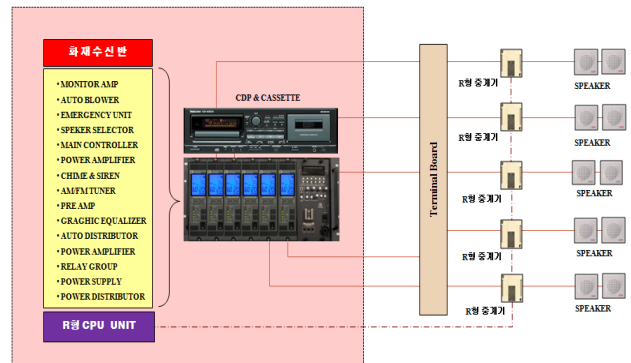 화재수신반
• MONITOR AMP
• AUTO BLOWER
• EMERGENCY UNIT
• SPEKER SELECTOR
• MAIN CONTROLLER
• POWER AMPLIFIER
• CHIME & SIREN
• AM/FM TUNER
• PRE AMP
• GRAGHIC EQUALIZER
• AUTO DISTRIBUTOR
• POWER AMPLIFIER
• RELAY GROUP
• POWER SUPPLY
• POWER DISTRIBUTOR
R형 CPU UNIT
CDP & CASSETTE
Terminal Board
R형 중계기
SPEAKER
R형 중계기
SPEAKER
R형 중계기
SPEAKER
R형 중계기
SPEAKER
R형 중계기
SPEAKER